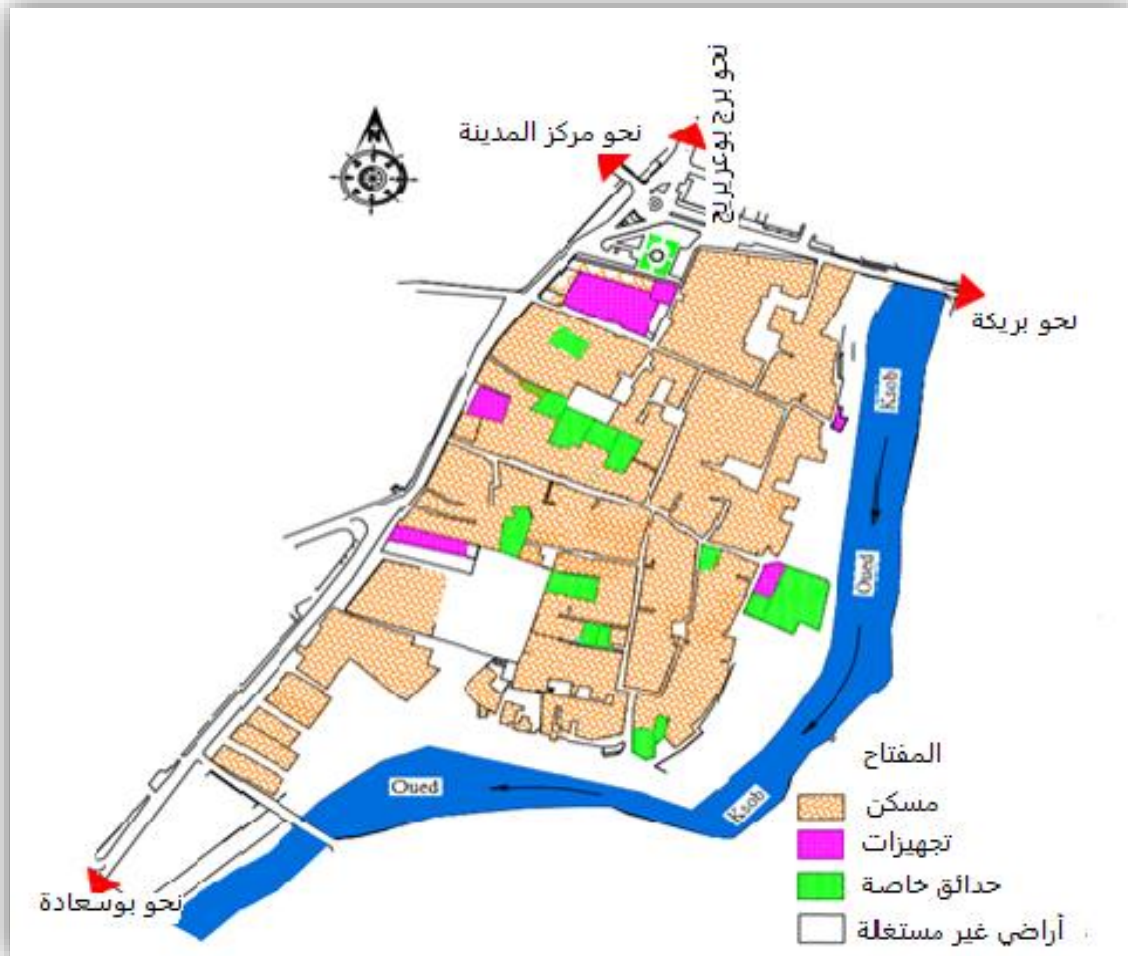 نحو برج بوعريريج
نحو مركز المدينة
N
نحو بريكة
Ksob
Oued
Ksob
Oued
نحو بوسعادة
المفتاح
مسكن
تجهيزات
حدائق خاصة
أراضي غير مستغلة